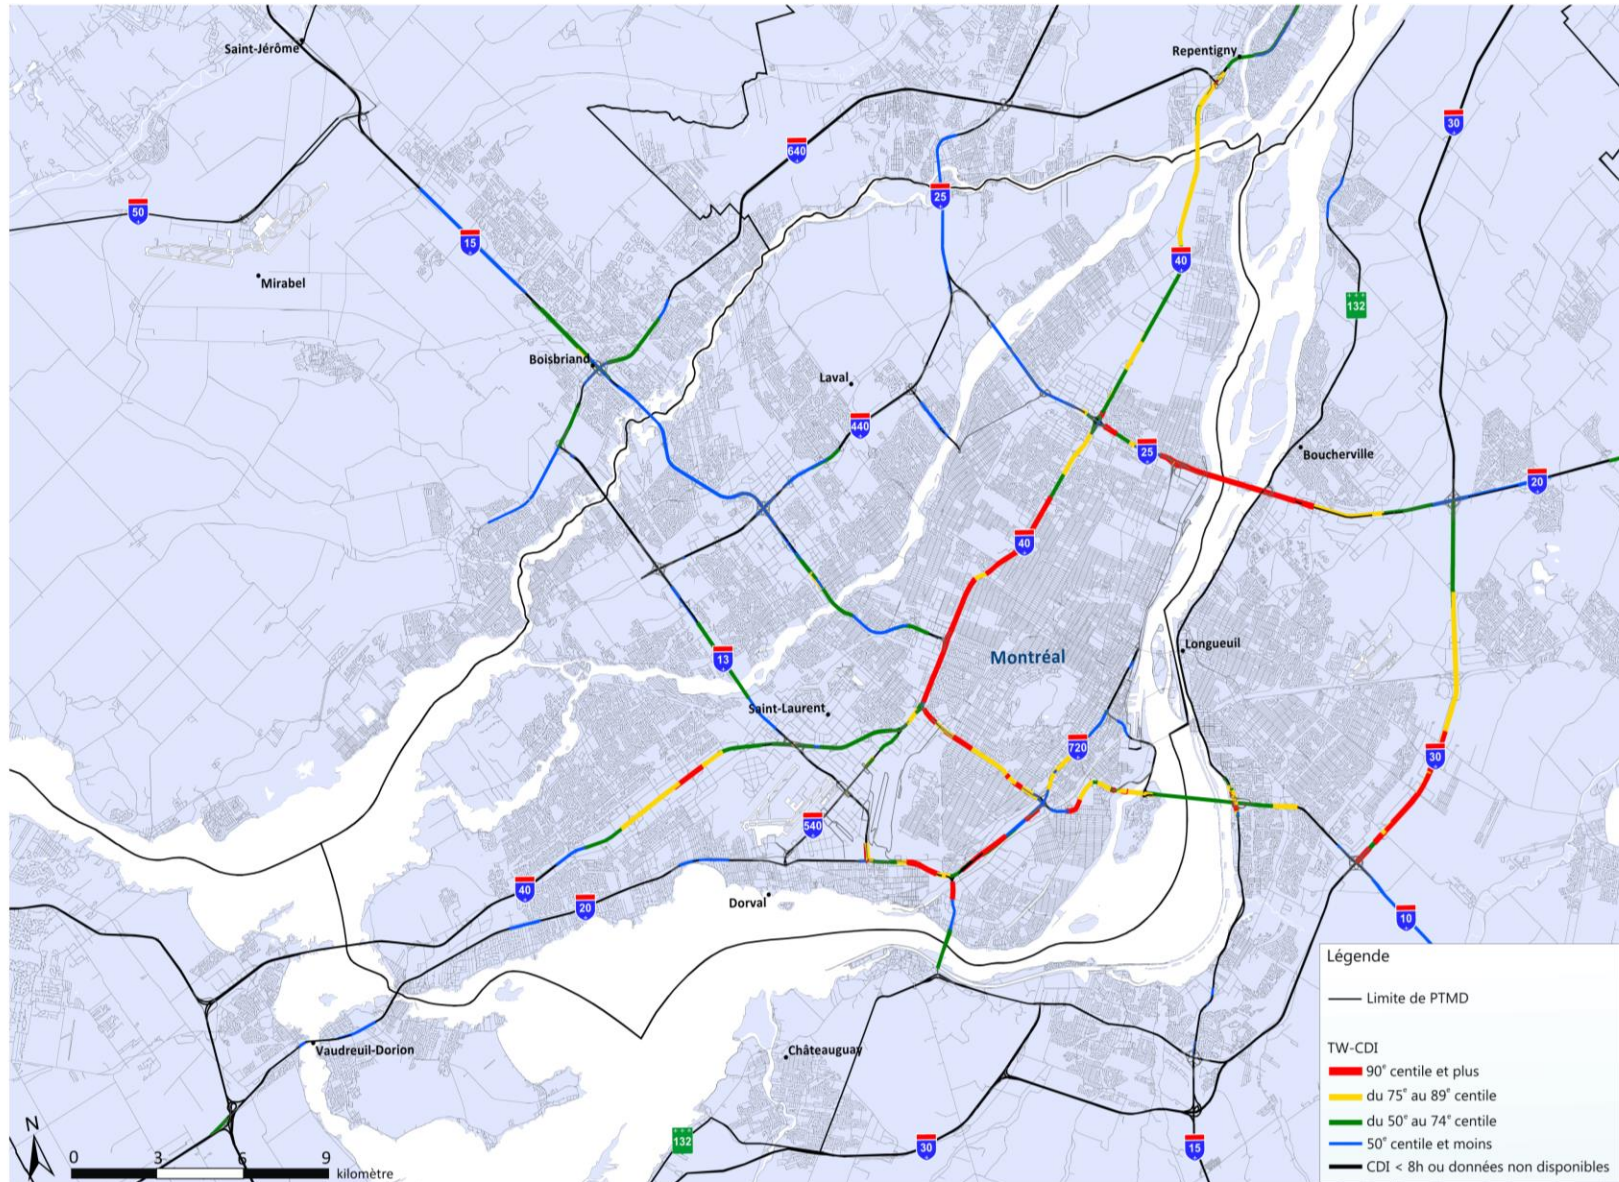 Saint-Jérôme
Repentigny
30
640
25
50
15
40
Mirabel
132
Boisbriand
Laval
440
25
Boucherville
20
40
Montréal
Longueuil
13
Saint-Laurent
720
30
540
40
20
Dorval
10
Vaudreuil-Dorion
Châteauguay
132
30
15
N
0 3 6 9
kilomètre
Légende
Limite de PTMD
TW-CDI
90e centile et plus
du 75e au 89e centile
du 50e au 74e centile
50e centile et moins
CDI < 8h ou données non disponibles